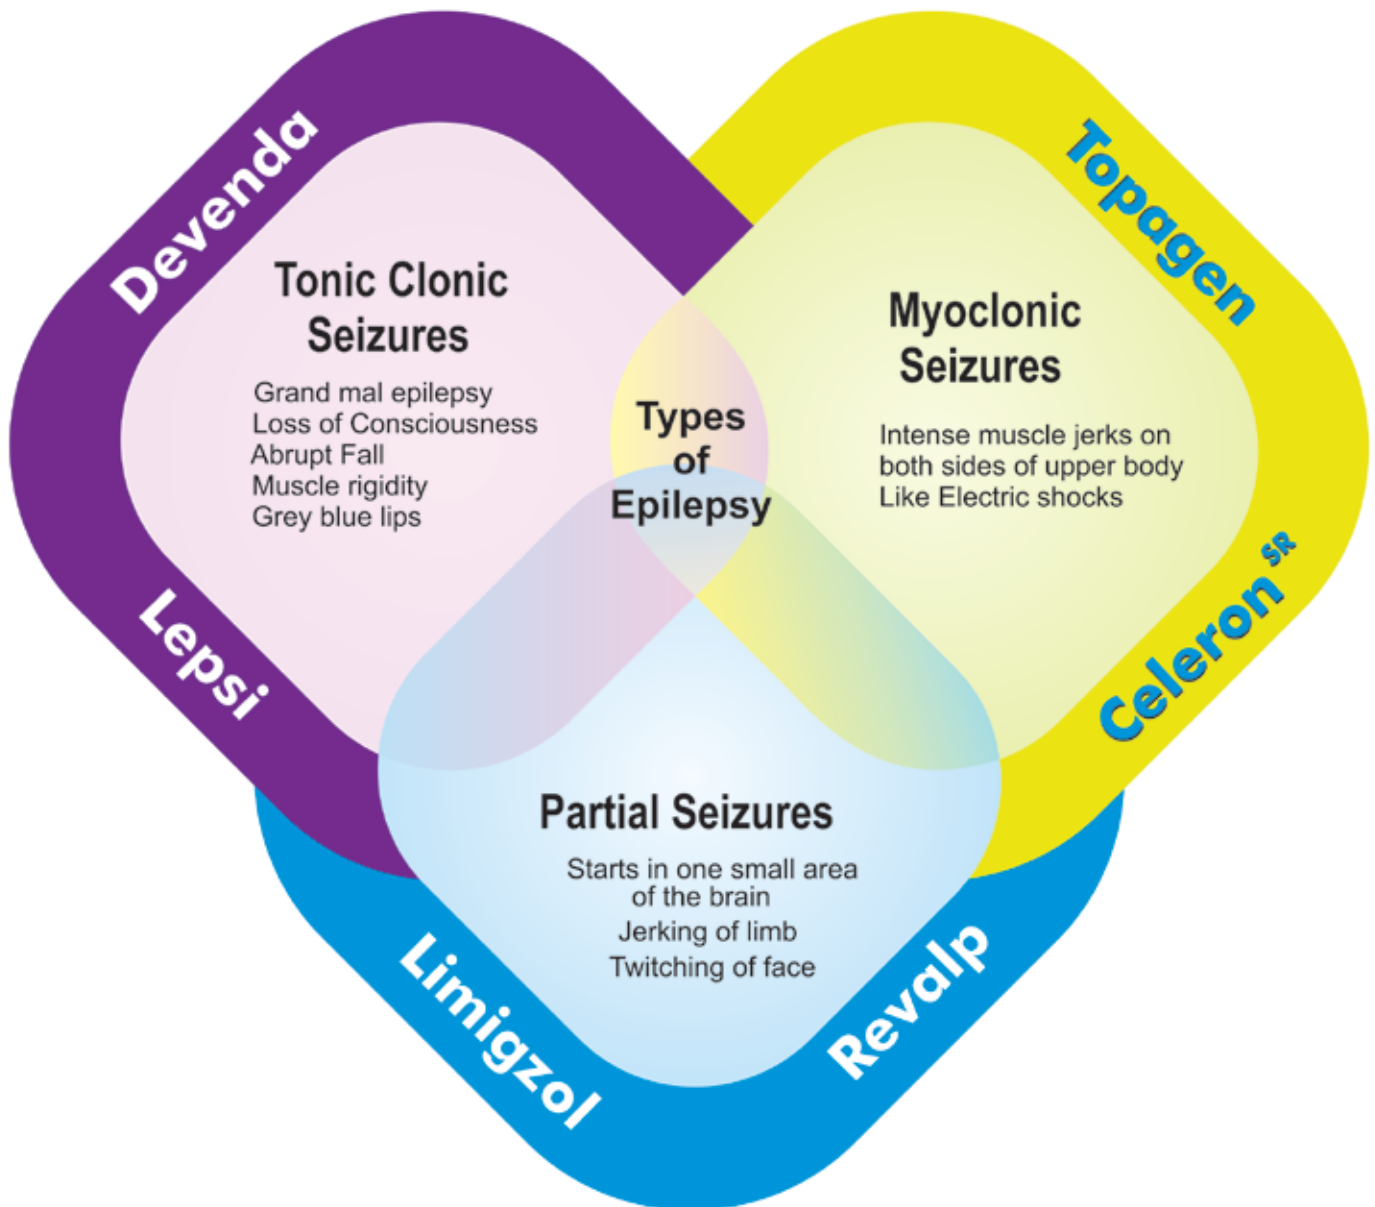 Devenda
Topagen
Tonic Clonic
Seizures
Grand mal epilepsy
Loss of Consciousness
Abrupt Fall
Muscle rigidity
Grey blue lips
Myoclonic
Seizures
Intense muscle jerks on
both sides of upper body
Like Electric shocks
Types
of
Epilepsy
Lepsi
Celeron SR
Partial Seizures
Starts in one small area
of the brain
Jerking of limb
Twitching of face
Limigzol
Revalp